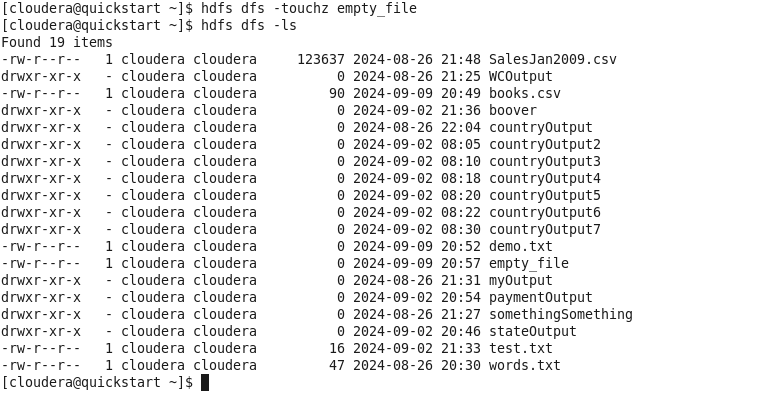 [cloudera@quickstart ~]$ hdfs dfs -touchz empty_file
[cloudera@quickstart ~]$ hdfs dfs -ls
Found 19 items
-rw-r--r--   1 cloudera cloudera     123637 2024-08-26 21:48 SalesJan2009.csv
drwxr-xr-x   - cloudera cloudera          0 2024-08-26 21:25 WCOutput
-rw-r--r--   1 cloudera cloudera         90 2024-09-09 20:49 books.csv
drwxr-xr-x   - cloudera cloudera          0 2024-09-02 21:36 boover
drwxr-xr-x   - cloudera cloudera          0 2024-08-26 22:04 countryOutput
drwxr-xr-x   - cloudera cloudera          0 2024-09-02 08:05 countryOutput2
drwxr-xr-x   - cloudera cloudera          0 2024-09-02 08:10 countryOutput3
drwxr-xr-x   - cloudera cloudera          0 2024-09-02 08:18 countryOutput4
drwxr-xr-x   - cloudera cloudera          0 2024-09-02 08:20 countryOutput5
drwxr-xr-x   - cloudera cloudera          0 2024-09-02 08:22 countryOutput6
drwxr-xr-x   - cloudera cloudera          0 2024-09-02 08:30 countryOutput7
-rw-r--r--   1 cloudera cloudera          0 2024-09-09 20:52 demo.txt
-rw-r--r--   1 cloudera cloudera          0 2024-09-09 20:57 empty_file
drwxr-xr-x   - cloudera cloudera          0 2024-08-26 21:31 myOutput
drwxr-xr-x   - cloudera cloudera          0 2024-09-02 20:54 paymentOutput
drwxr-xr-x   - cloudera cloudera          0 2024-08-26 21:27 somethingSomething
drwxr-xr-x   - cloudera cloudera          0 2024-09-02 20:46 stateOutput
-rw-r--r--   1 cloudera cloudera         16 2024-09-02 21:33 test.txt
-rw-r--r--   1 cloudera cloudera         47 2024-08-26 20:30 words.txt
[cloudera@quickstart ~]$